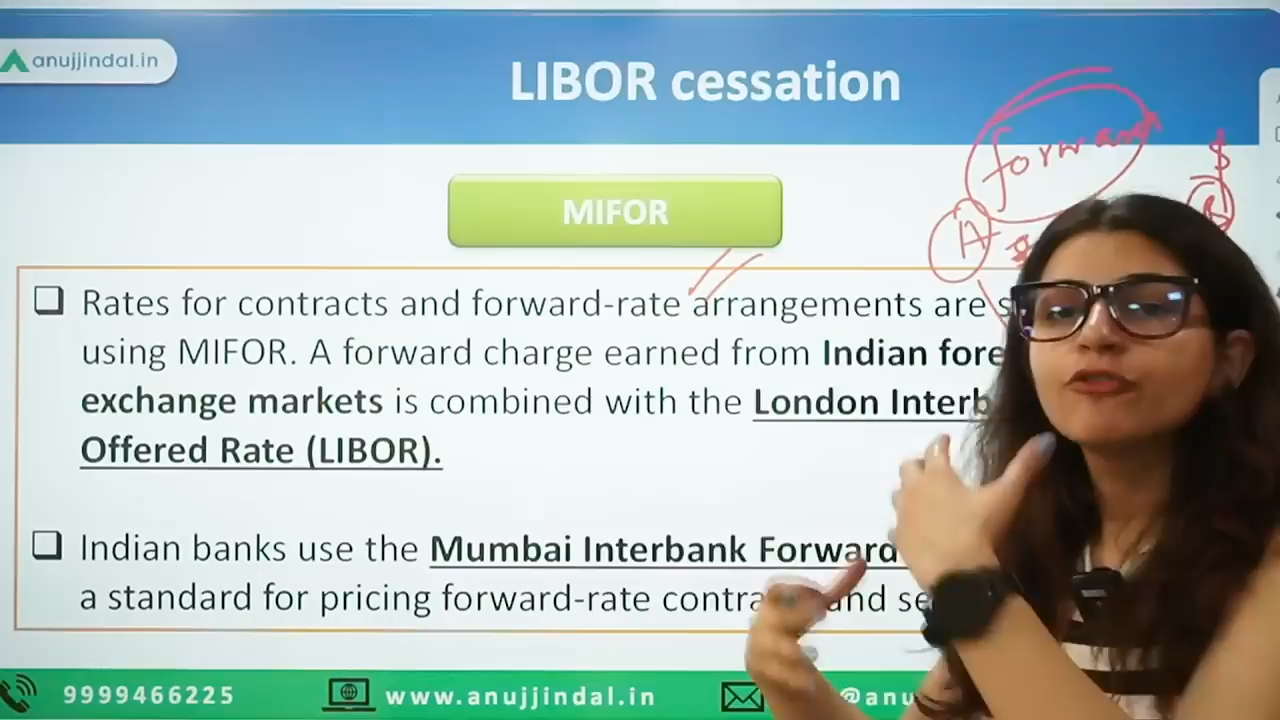 anujjindal.in
LIBOR cessation
forward
$
A
MIFOR
Rates for contracts and forward-rate arrangements are s
using MIFOR. A forward charge earned from Indian fore
exchange markets is combined with the London Interb
Offered Rate (LIBOR).
Indian banks use the Mumbai Interbank Forward
a standard for pricing forward-rate contra and se
9999466225
www.anujjindal.in
@anu